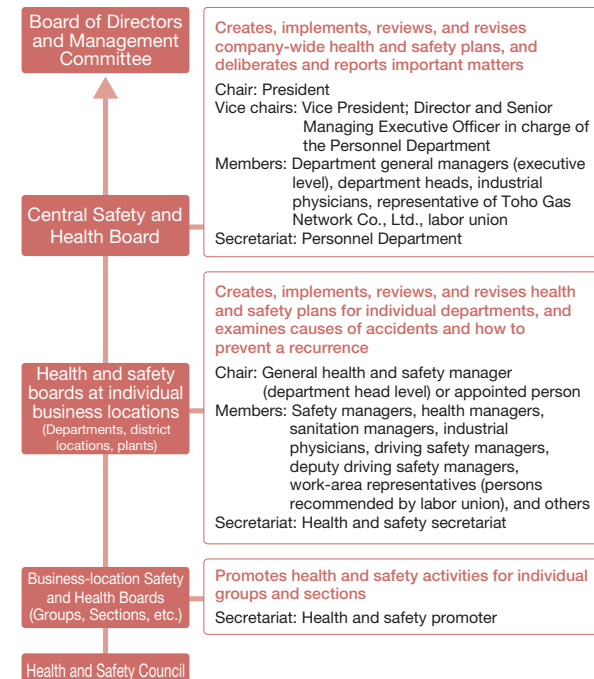 Board of Directors
and Management
Committee
Creates, implements, reviews, and revises
company-wide health and safety plans, and
deliberates and reports important matters
Chair: President
Vice chairs: Vice President; Director and Senior
Managing Executive Officer in charge of
the Personnel Department
Members: Department general managers (executive
level), department heads, industrial
physicians, representative of Toho Gas
Network Co., Ltd., labor union
Secretariat: Personnel Department
Central Safety and
Health Board
Creates, implements, reviews, and revises health
and safety plans for individual departments, and
examines causes of accidents and how to
prevent a recurrence
Chair: General health and safety manager
(department head level) or appointed person
Members: Safety managers, health managers,
sanitation managers, industrial
physicians, driving safety managers,
deputy driving safety managers,
work-area representatives (persons
recommended by labor union), and others
Secretariat: Health and safety secretariat
Health and safety
boards at individual
business locations
(Departments, district
locations, plants)
Business-location Safety
and Health Boards
(Groups, Sections, etc.)
Promotes health and safety activities for individual
groups and sections
Secretariat: Health and safety promoter
Health and Safety Council